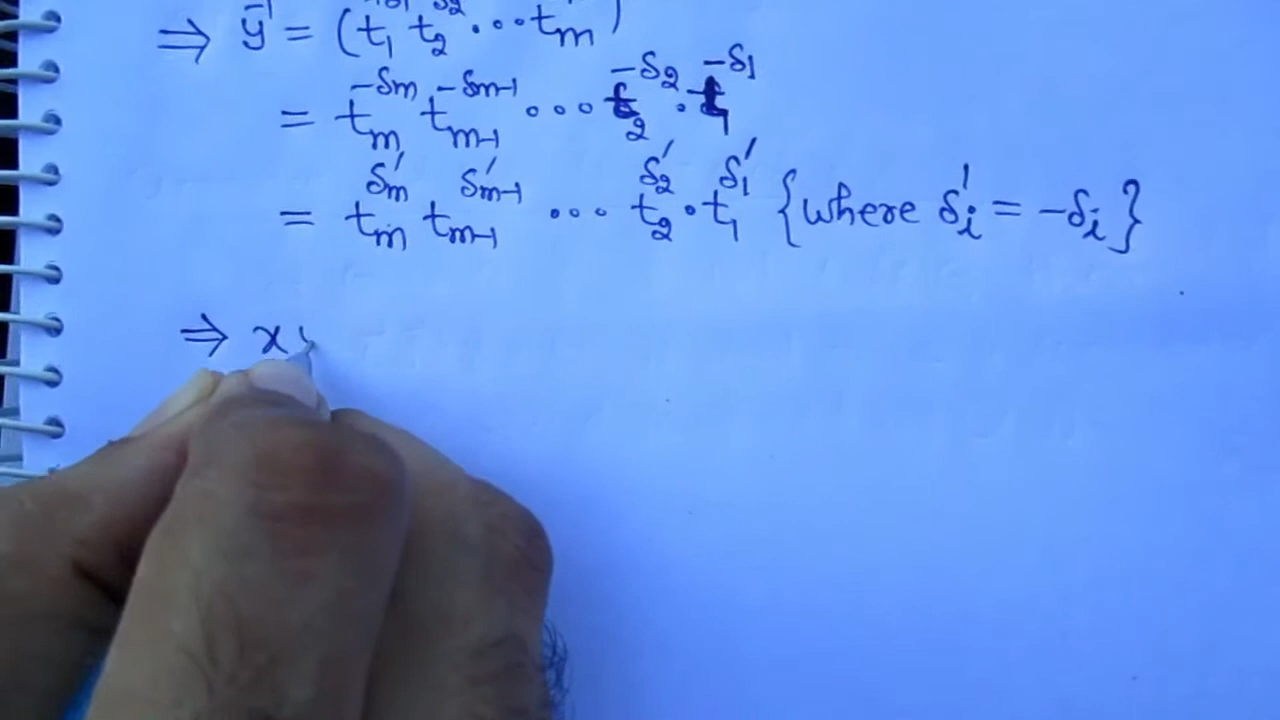 ⇒ y⁻¹ = (t₁ t₂ ··· tₘ)
= tₘ^(-δₘ) tₘ₋₁^(-δₘ₋₁) ··· t₂^(-δ₂) · t₁^(-δ₁)
= tₘ^(δ'ₘ) tₘ₋₁^(δ'ₘ₋₁) ··· t₂^(δ'₂) · t₁^(δ'₁) {where δ'ᵢ = -δᵢ}
⇒ x